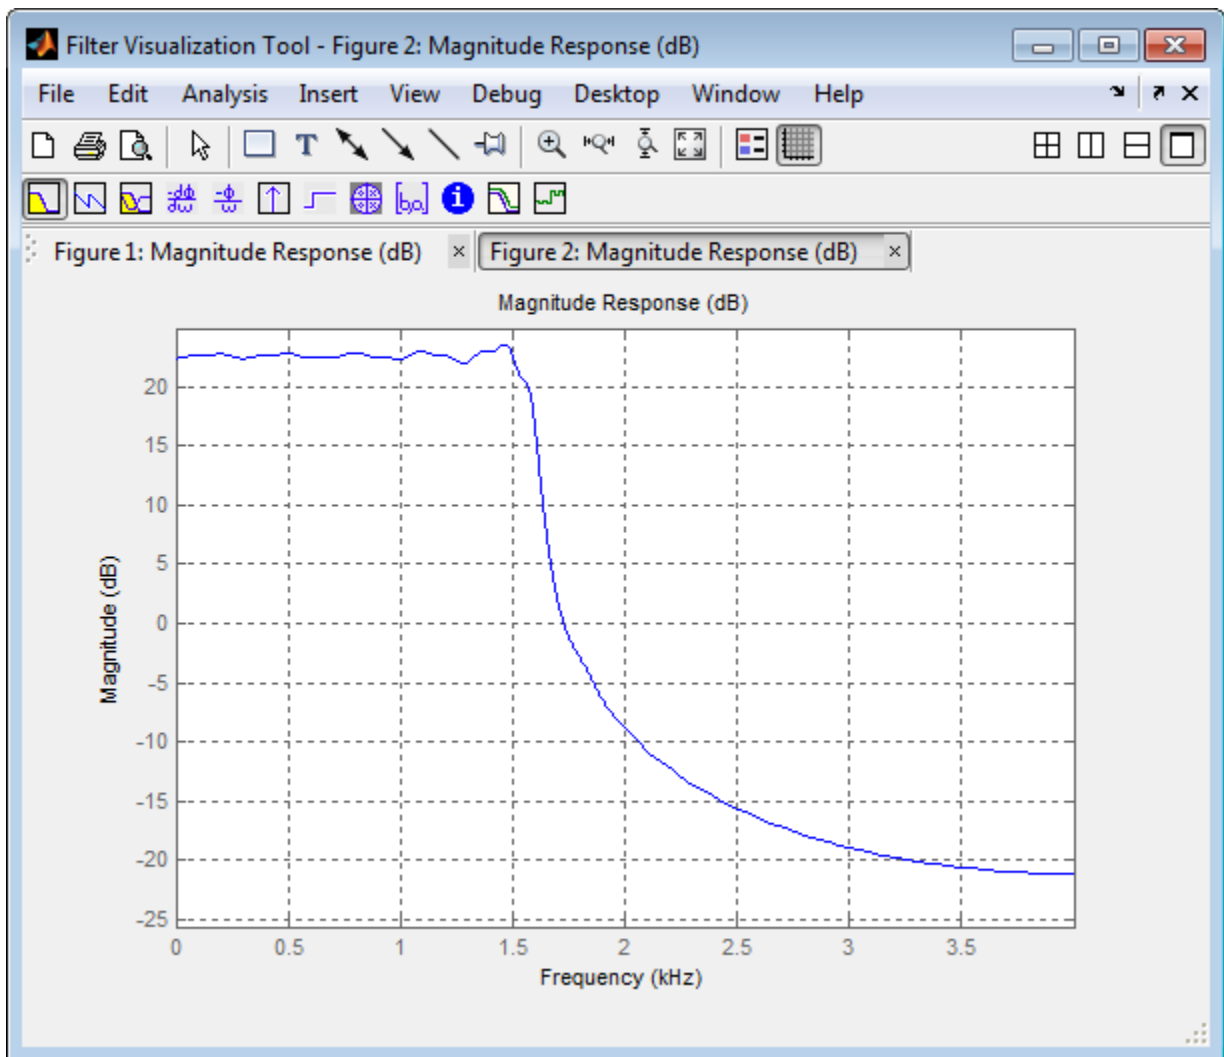 Filter Visualization Tool - Figure 2: Magnitude Response (dB)
File Edit Analysis Insert View Debug Desktop Window Help
T
[b,a] i
Figure 1: Magnitude Response (dB) × Figure 2: Magnitude Response (dB) ×
Magnitude Response (dB)
20
15
10
5
0
-5
-10
-15
-20
-25
Magnitude (dB)
0 0.5 1 1.5 2 2.5 3 3.5
Frequency (kHz)